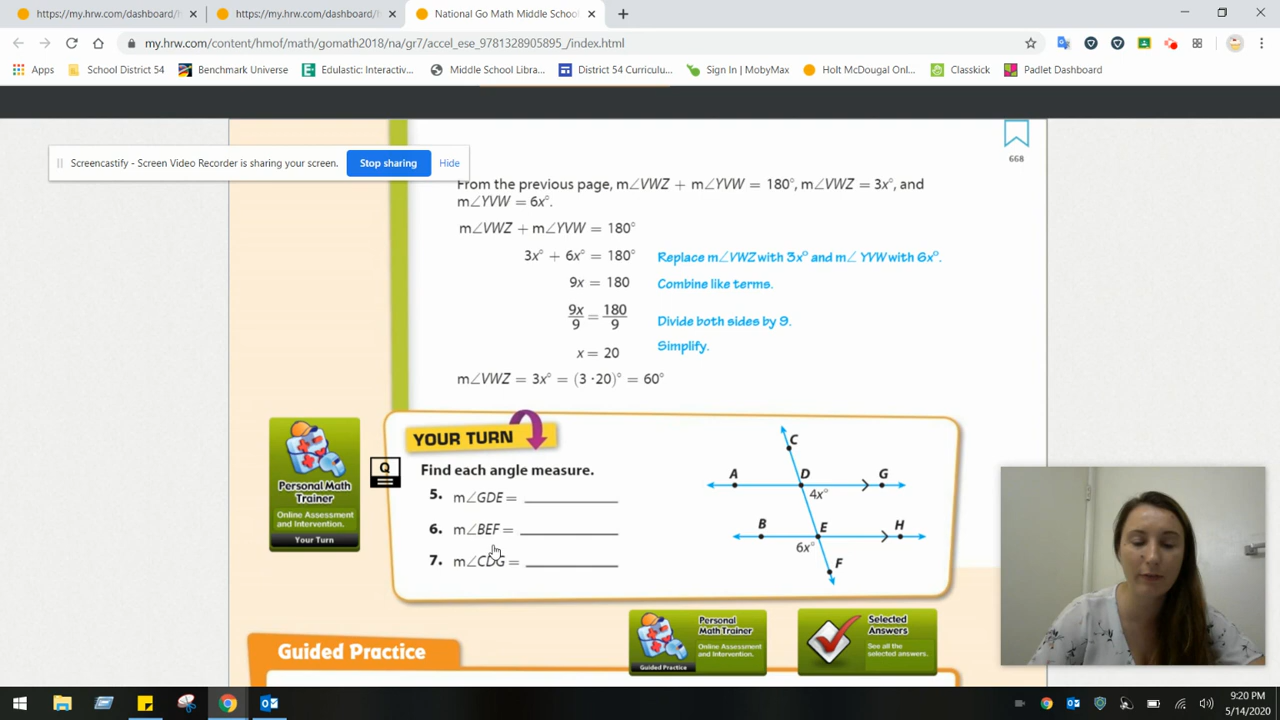 https://my.hrw.com/dashboard/h
https://my.hrw.com/dashboard/h
National Go Math Middle School
my.hrw.com/content/hmof/math/gomath2018/na/gr7/accel_ese_9781328905895_/index.html
Apps
School District 54
Benchmark Universe
Edulastic: Interactiv...
Middle School Libra...
District 54 Curriculu...
Sign In | MobyMax
Holt McDougal Onl...
Classkick
Padlet Dashboard
668
Screencastify - Screen Video Recorder is sharing your screen.
Stop sharing
Hide
From the previous page, m∠VWZ + m∠YVW = 180°, m∠VWZ = 3x°, and
m∠YVW = 6x°.
m∠VWZ + m∠YVW = 180°
3x° + 6x° = 180° Replace m∠VWZ with 3x° and m∠YVW with 6x°.
9x = 180 Combine like terms.
9x/9 = 180/9 Divide both sides by 9.
x = 20 Simplify.
m∠VWZ = 3x° = (3 · 20)° = 60°
Personal Math
Trainer
Online Assessment
and Intervention.
Your Turn
Q
YOUR TURN
Find each angle measure.
5. m∠GDE = ________
6. m∠BEF = ________
7. m∠CDG = ________
C
A D G
4x°
B E H
6x°
F
Personal
Math Trainer
Online Assessment
and Intervention.
Guided Practice
Selected
Answers
See all the
selected answers.
Guided Practice
9:20 PM
5/14/2020